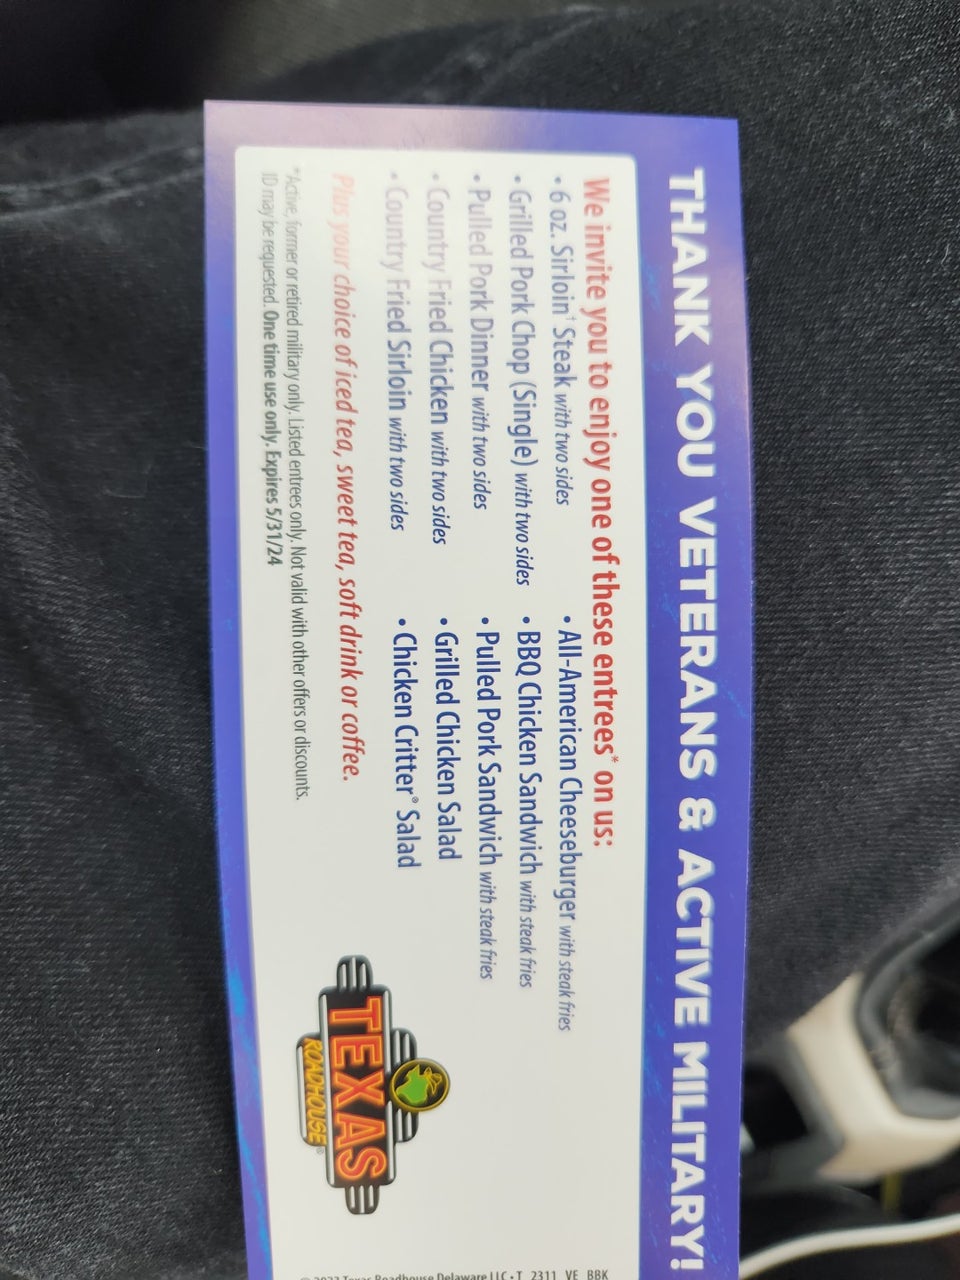 THANK YOU VETERANS & ACTIVE MILITARY!
We invite you to enjoy one of these entrees* on us:
• 6 oz. Sirloin† Steak with two sides
• Grilled Pork Chop (Single) with two sides
• Pulled Pork Dinner with two sides
• Country Fried Chicken with two sides
• Country Fried Sirloin with two sides
• All-American Cheeseburger with steak fries
• BBQ Chicken Sandwich with steak fries
• Pulled Pork Sandwich with steak fries
• Grilled Chicken Salad
• Chicken Critter® Salad
Plus your choice of iced tea, sweet tea, soft drink or coffee.
*Active, former or retired military only. Listed entrees only. Not valid with other offers or discounts.
ID may be requested. One time use only. Expires 5/31/24
TEXAS
ROADHOUSE®
Texas Roadhouse Delaware LLC • T_2311_VE_BBK